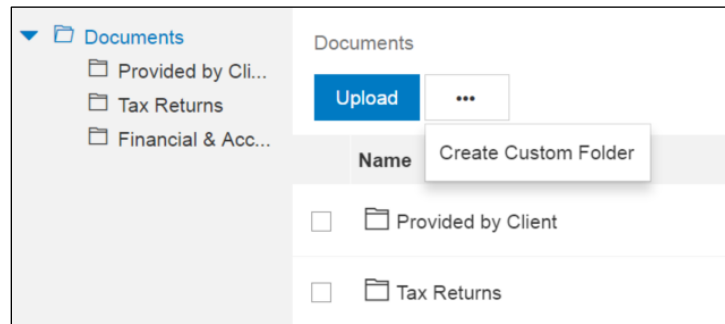 Documents
Provided by Cli...
Tax Returns
Financial & Acc...
Documents
Upload
•••
Create Custom Folder
Name
Provided by Client
Tax Returns